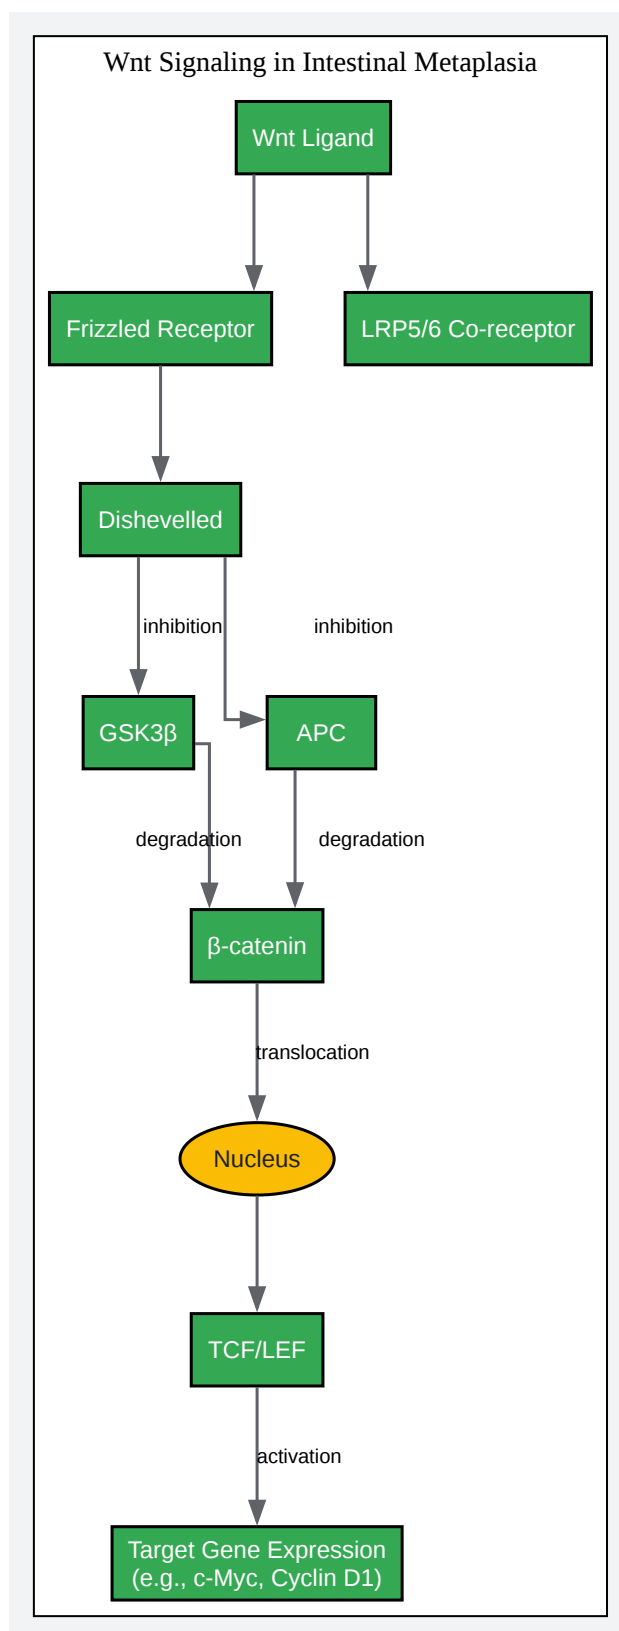 Wnt Signaling in Intestinal Metaplasia
Wnt Ligand
Frizzled Receptor
LRP5/6 Co-receptor
Dishevelled
inhibition
inhibition
GSK3β
APC
degradation
degradation
β-catenin
translocation
Nucleus
TCF/LEF
activation
Target Gene Expression
(e.g., c-Myc, Cyclin D1)